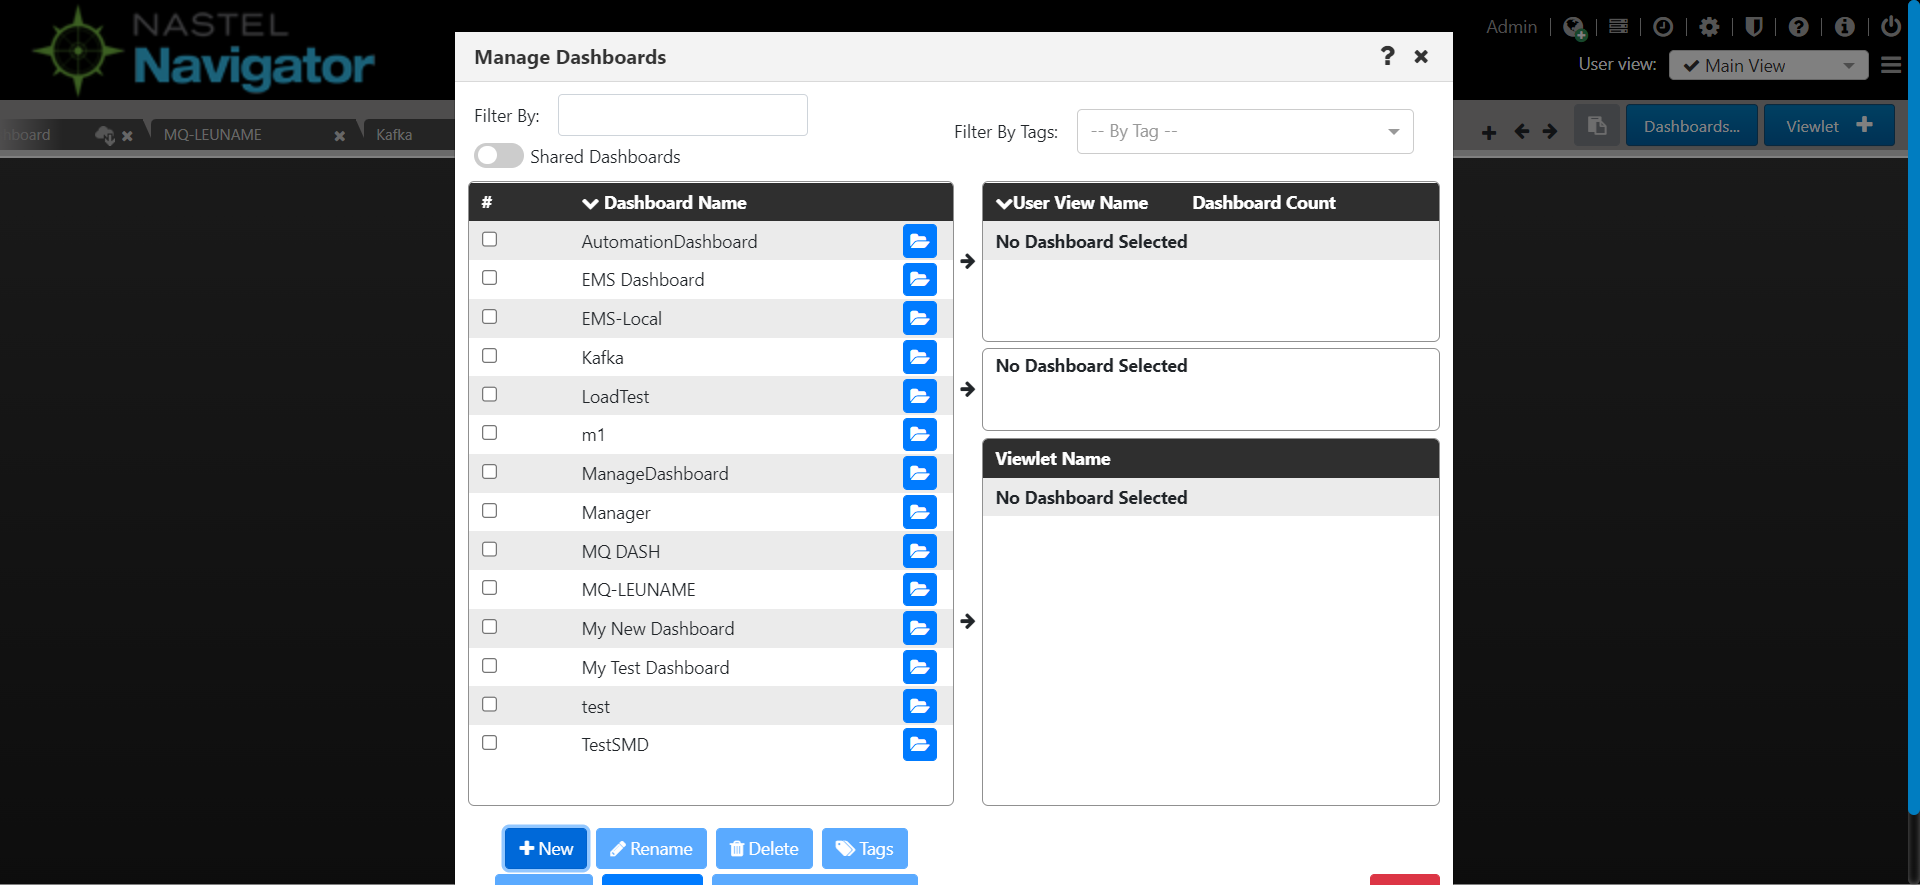 NASTEL
Navigator
Admin
User view:
Main View
Manage Dashboards
?
board
MQ-LEUNAME
Kafka
Dashboards...
Viewlet
Filter By:
Filter By Tags:
-- By Tag --
Shared Dashboards
# Dashboard Name
AutomationDashboard
EMS Dashboard
EMS-Local
Kafka
LoadTest
m1
ManageDashboard
Manager
MQ DASH
MQ-LEUNAME
My New Dashboard
My Test Dashboard
test
TestSMD
User View Name Dashboard Count
No Dashboard Selected
No Dashboard Selected
Viewlet Name
No Dashboard Selected
New
Rename
Delete
Tags